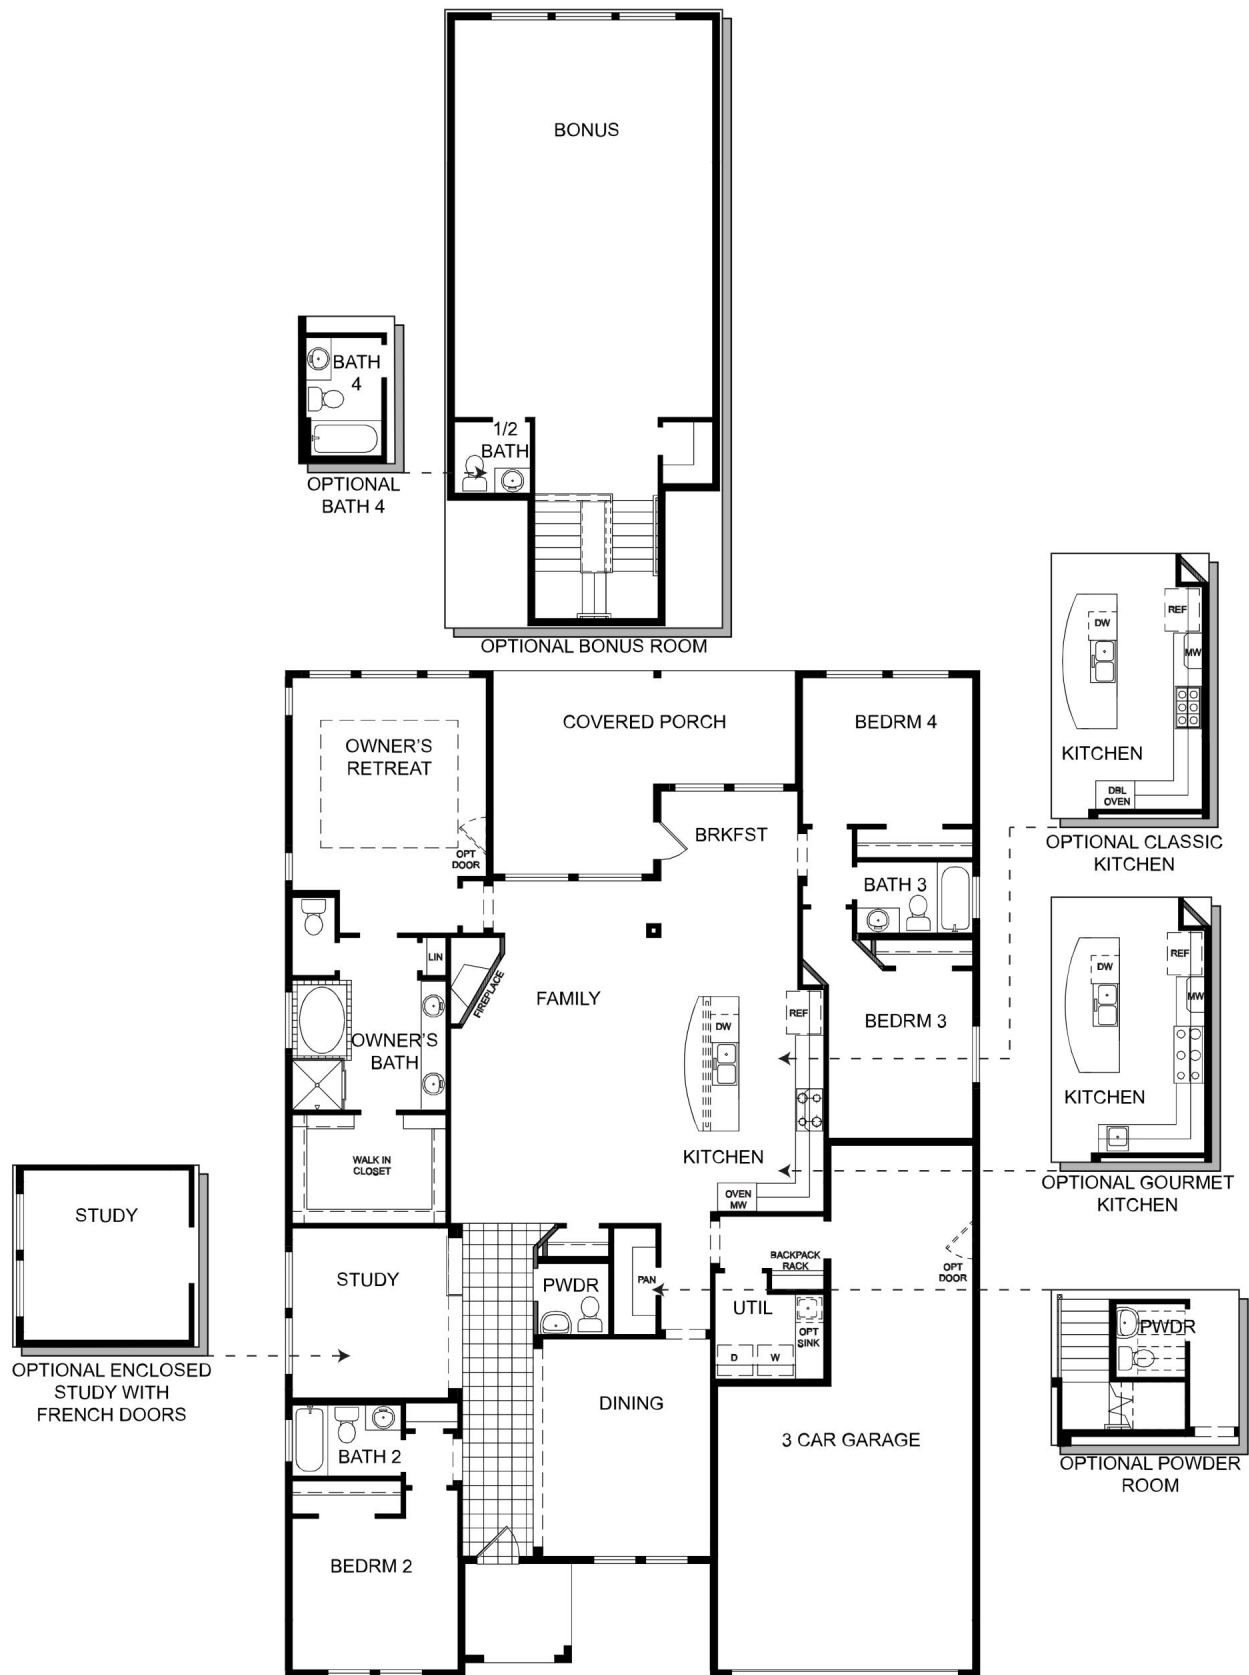 BONUS
BATH
4
1/2
BATH
OPTIONAL
BATH 4
OPTIONAL BONUS ROOM
REF
DW
MW
KITCHEN
DBL
OVEN
OPTIONAL CLASSIC
KITCHEN
COVERED PORCH
BEDRM 4
OWNER'S
RETREAT
OPT
DOOR
BRKFST
BATH 3
LIN
FIREPLACE
FAMILY
OWNER'S
BATH
REF
DW
BEDRM 3
KITCHEN
OVEN
MW
WALK IN
CLOSET
REF
DW
MW
KITCHEN
OPTIONAL GOURMET
KITCHEN
STUDY
OPTIONAL ENCLOSED
STUDY WITH
FRENCH DOORS
STUDY
PWDR
PAN
BACKPACK
RACK
UTIL
OPT
SINK
D
W
OPT
DOOR
PWDR
OPTIONAL POWDER
ROOM
DINING
3 CAR GARAGE
BATH 2
BEDRM 2